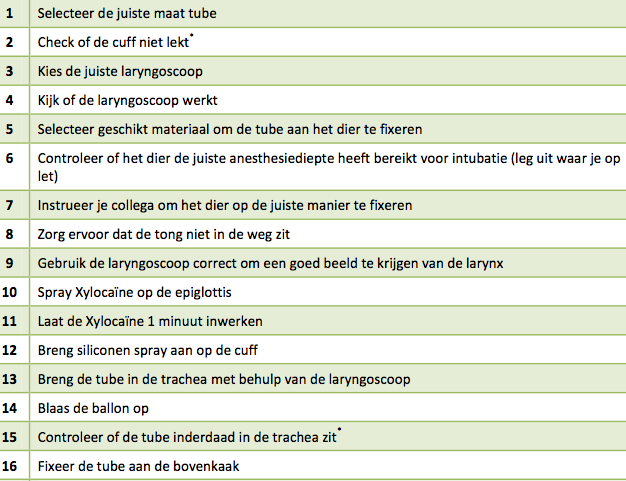 1 Selecteer de juiste maat tube
2 Check of de cuff niet lekt*
3 Kies de juiste laryngoscoop
4 Kijk of de laryngoscoop werkt
5 Selecteer geschikt materiaal om de tube aan het dier te fixeren
6 Controleer of het dier de juiste anesthesiediepte heeft bereikt voor intubatie (leg uit waar je op
let)
7 Instrueer je collega om het dier op de juiste manier te fixeren
8 Zorg ervoor dat de tong niet in de weg zit
9 Gebruik de laryngoscoop correct om een goed beeld te krijgen van de larynx
10 Spray Xylocaïne op de epiglottis
11 Laat de Xylocaïne 1 minuut inwerken
12 Breng siliconen spray aan op de cuff
13 Breng de tube in de trachea met behulp van de laryngoscoop
14 Blaas de ballon op
15 Controleer of de tube inderdaad in de trachea zit*
16 Fixeer de tube aan de bovenkaak